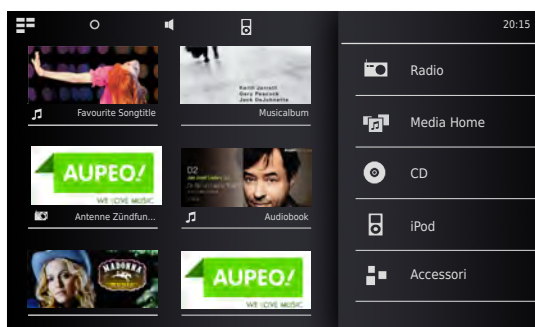 20:15
Keith Jarrett
Gary Peacock
Jack DeJohnette
Favourite Songtitle
Musicalbum
AUPEO!
WE LOVE MUSIC
02
Antenne Zündfun...
Audiobook
MADONNA
AUPEO!
WE LOVE MUSIC
Radio
Media Home
CD
iPod
Accessori